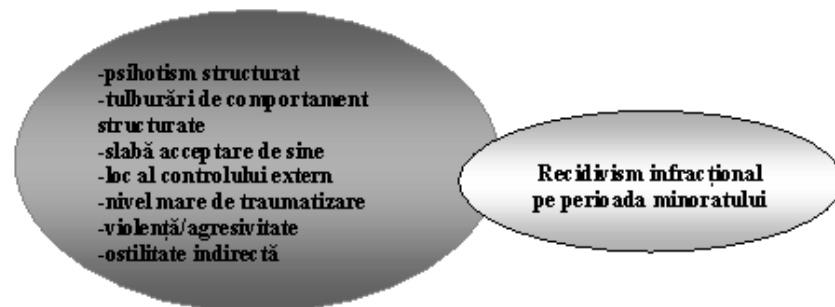 -psihotism structurat
-tulburări de comportament
structurate
-slabă acceptare de sine
-loc al controlului extern
-nivel mare de traumatizare
-violență/agresivitate
-ostilitate indirectă
Recidivism infracțional
pe perioada minoratului